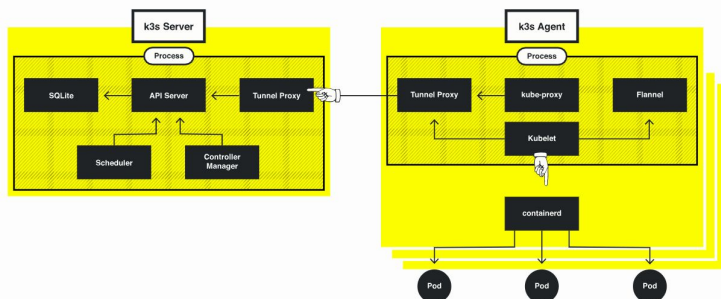 k3s Server
Process
SQLite
API Server
Tunnel Proxy
Scheduler
Controller
Manager
k3s Agent
Process
Tunnel Proxy
kube-proxy
Flannel
Kubelet
containerd
Pod
Pod
Pod